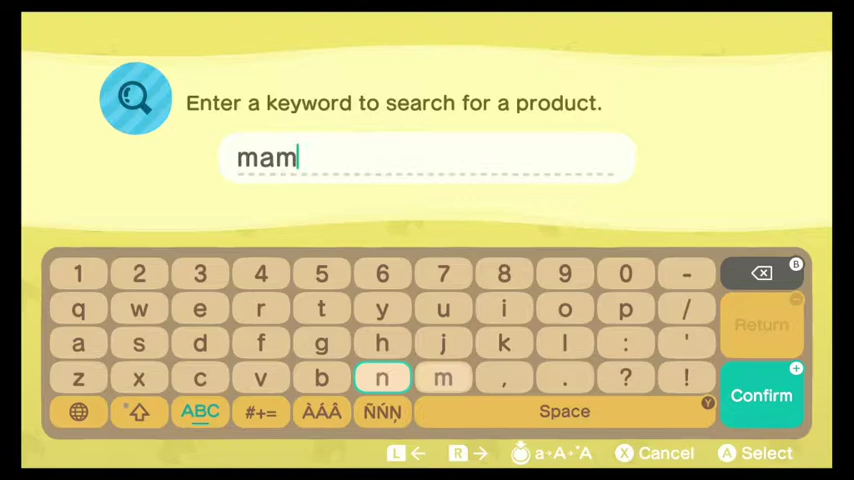 Enter a keyword to search for a product.
mam
1 2 3 4 5 6 7 8 9 0 - B
q w e r t y u i o p / Return
a s d f g h j k l : '
z x c v b n m , . ? ! Confirm
ABC #+= ÀÁÂ ÑŃŅ Space Y
L ← R → a→A→*A X Cancel A Select